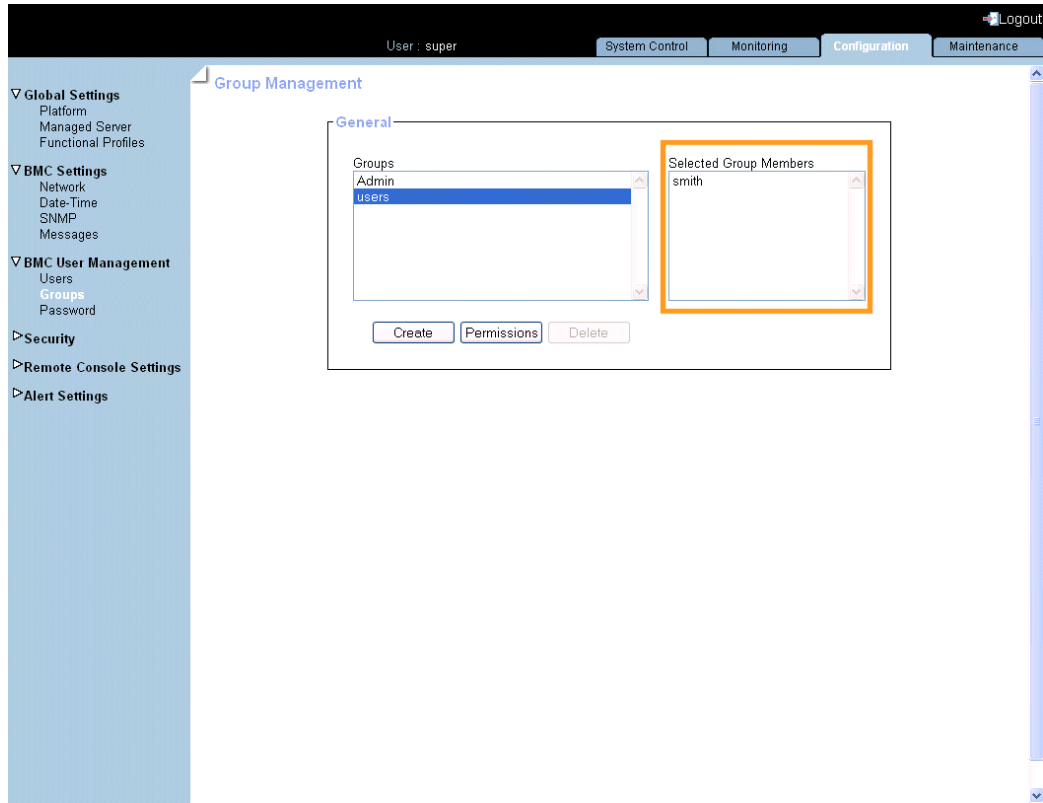 Logout
User : super
System Control
Monitoring
Configuration
Maintenance
Global Settings
Platform
Managed Server
Functional Profiles
BMC Settings
Network
Date-Time
SNMP
Messages
BMC User Management
Users
Groups
Password
Security
Remote Console Settings
Alert Settings
Group Management
General
Groups
Admin
users
Selected Group Members
smith
Create
Permissions
Delete